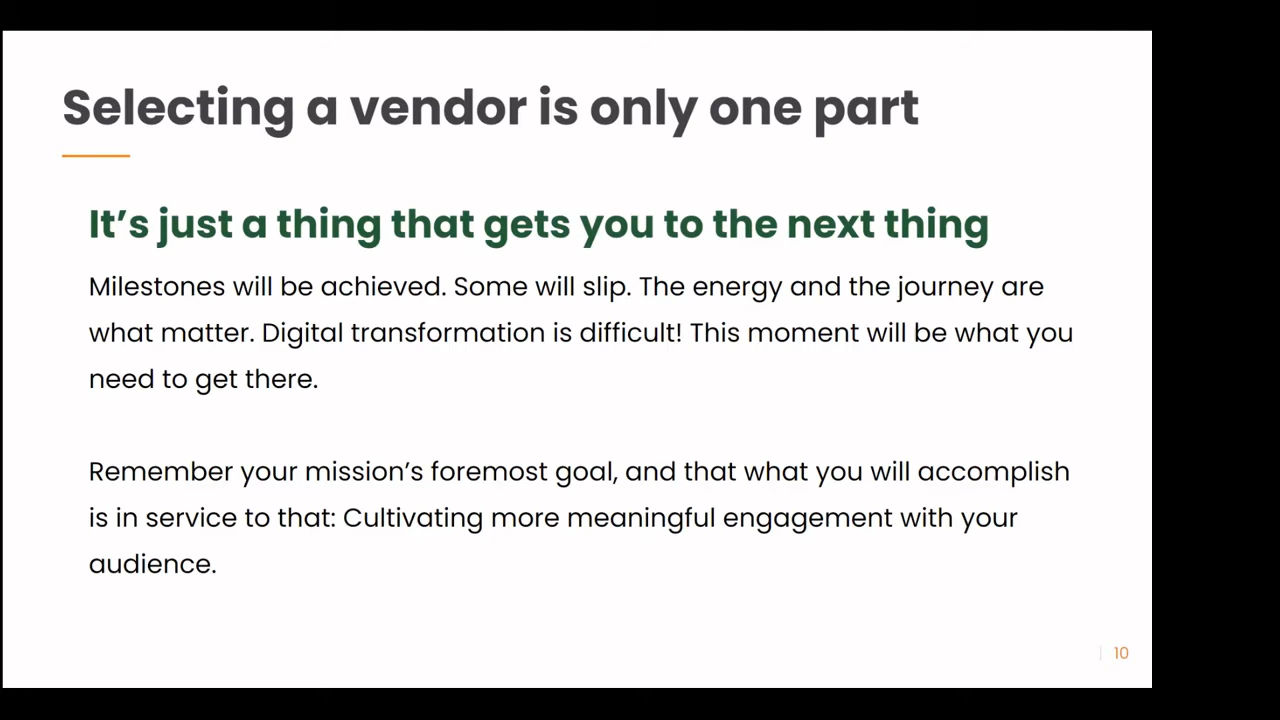 Selecting a vendor is only one part
It’s just a thing that gets you to the next thing
Milestones will be achieved. Some will slip. The energy and the journey are
what matter. Digital transformation is difficult! This moment will be what you
need to get there.
Remember your mission’s foremost goal, and that what you will accomplish
is in service to that: Cultivating more meaningful engagement with your
audience.
10